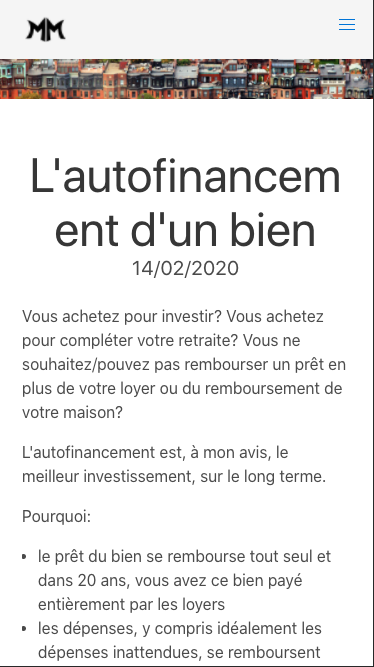 MM
L'autofinancem
ent d'un bien
14/02/2020
Vous achetez pour investir? Vous achetez
pour compléter votre retraite? Vous ne
souhaitez/pouvez pas rembourser un prêt en
plus de votre loyer ou du remboursement de
votre maison?
L'autofinancement est, à mon avis, le
meilleur investissement, sur le long terme.
Pourquoi:
• le prêt du bien se rembourse tout seul et
dans 20 ans, vous avez ce bien payé
entièrement par les loyers
• les dépenses, y compris idéalement les
dépenses inattendues, se remboursent